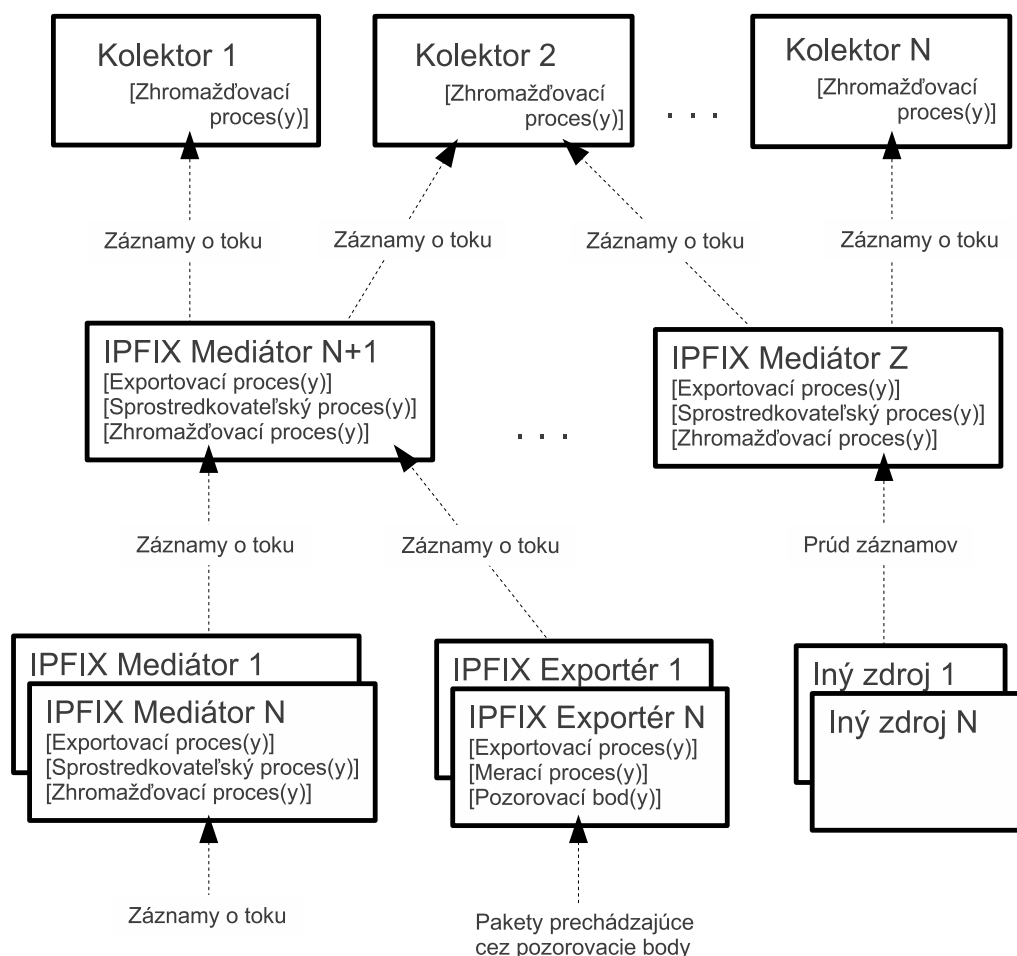 Kolektor 1
[Zhromažďovací
proces(y)]
Kolektor 2
[Zhromažďovací
proces(y)]
. . .
Kolektor N
[Zhromažďovací
proces(y)]
Záznamy o toku
Záznamy o toku
Záznamy o toku
Záznamy o toku
IPFIX Mediátor N+1
[Exportovací proces(y)]
[Sprostredkovateľský proces(y)]
[Zhromažďovací proces(y)]
. . .
IPFIX Mediátor Z
[Exportovací proces(y)]
[Sprostredkovateľský proces(y)]
[Zhromažďovací proces(y)]
Záznamy o toku
Záznamy o toku
Prúd záznamov
IPFIX Mediátor 1
IPFIX Mediátor N
[Exportovací proces(y)]
[Sprostredkovateľský proces(y)]
[Zhromažďovací proces(y)]
IPFIX Exportér 1
IPFIX Exportér N
[Exportovací proces(y)]
[Merací proces(y)]
[Pozorovací bod(y)]
Iný zdroj 1
Iný zdroj N
Záznamy o toku
Pakety prechádzajúce
cez pozorovacie body